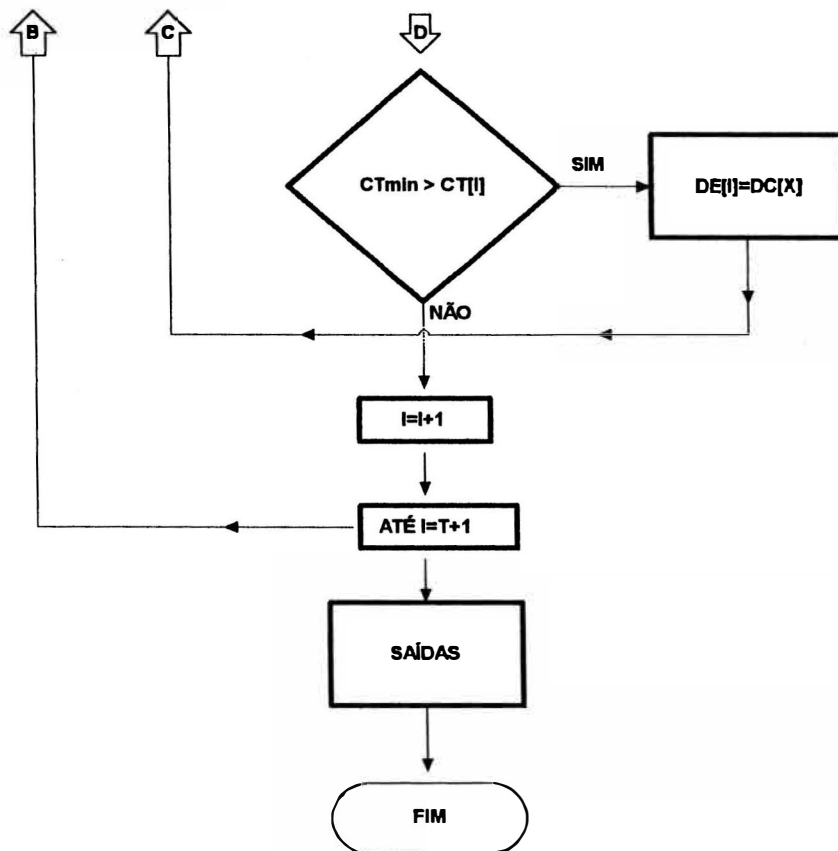 B
C
D
CTmin > CT[I]
SIM
DE[I]=DC[X]
NÃO
I=I+1
ATÉ I=T+1
SAÍDAS
FIM